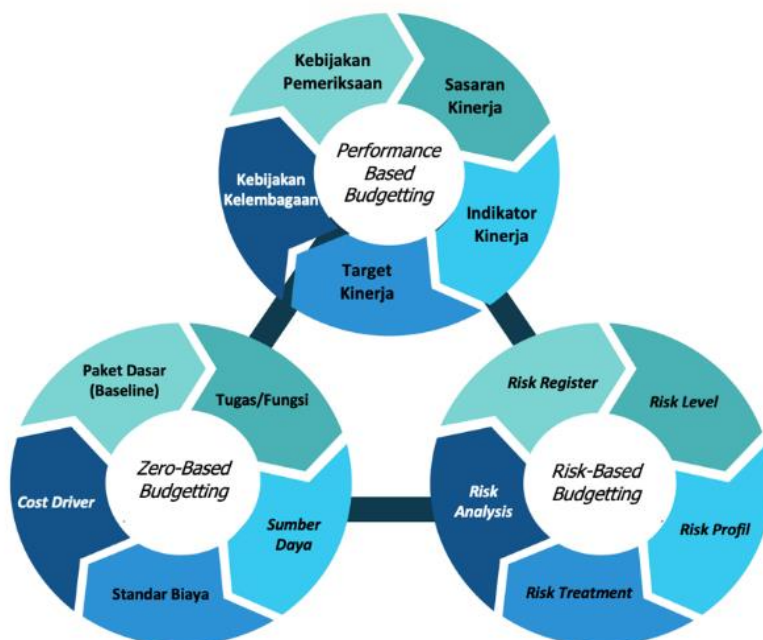 Kebijakan
Pemeriksaan
Sasaran
Kinerja
Indikator
Kinerja
Target
Kinerja
Kebijakan
Kelembagaan
Performance
Based
Budgetting
Paket Dasar
(Baseline)
Tugas/Fungsi
Sumber
Daya
Standar Biaya
Cost Driver
Zero-Based
Budgetting
Risk Register
Risk Level
Risk Profil
Risk Treatment
Risk
Analysis
Risk-Based
Budgetting